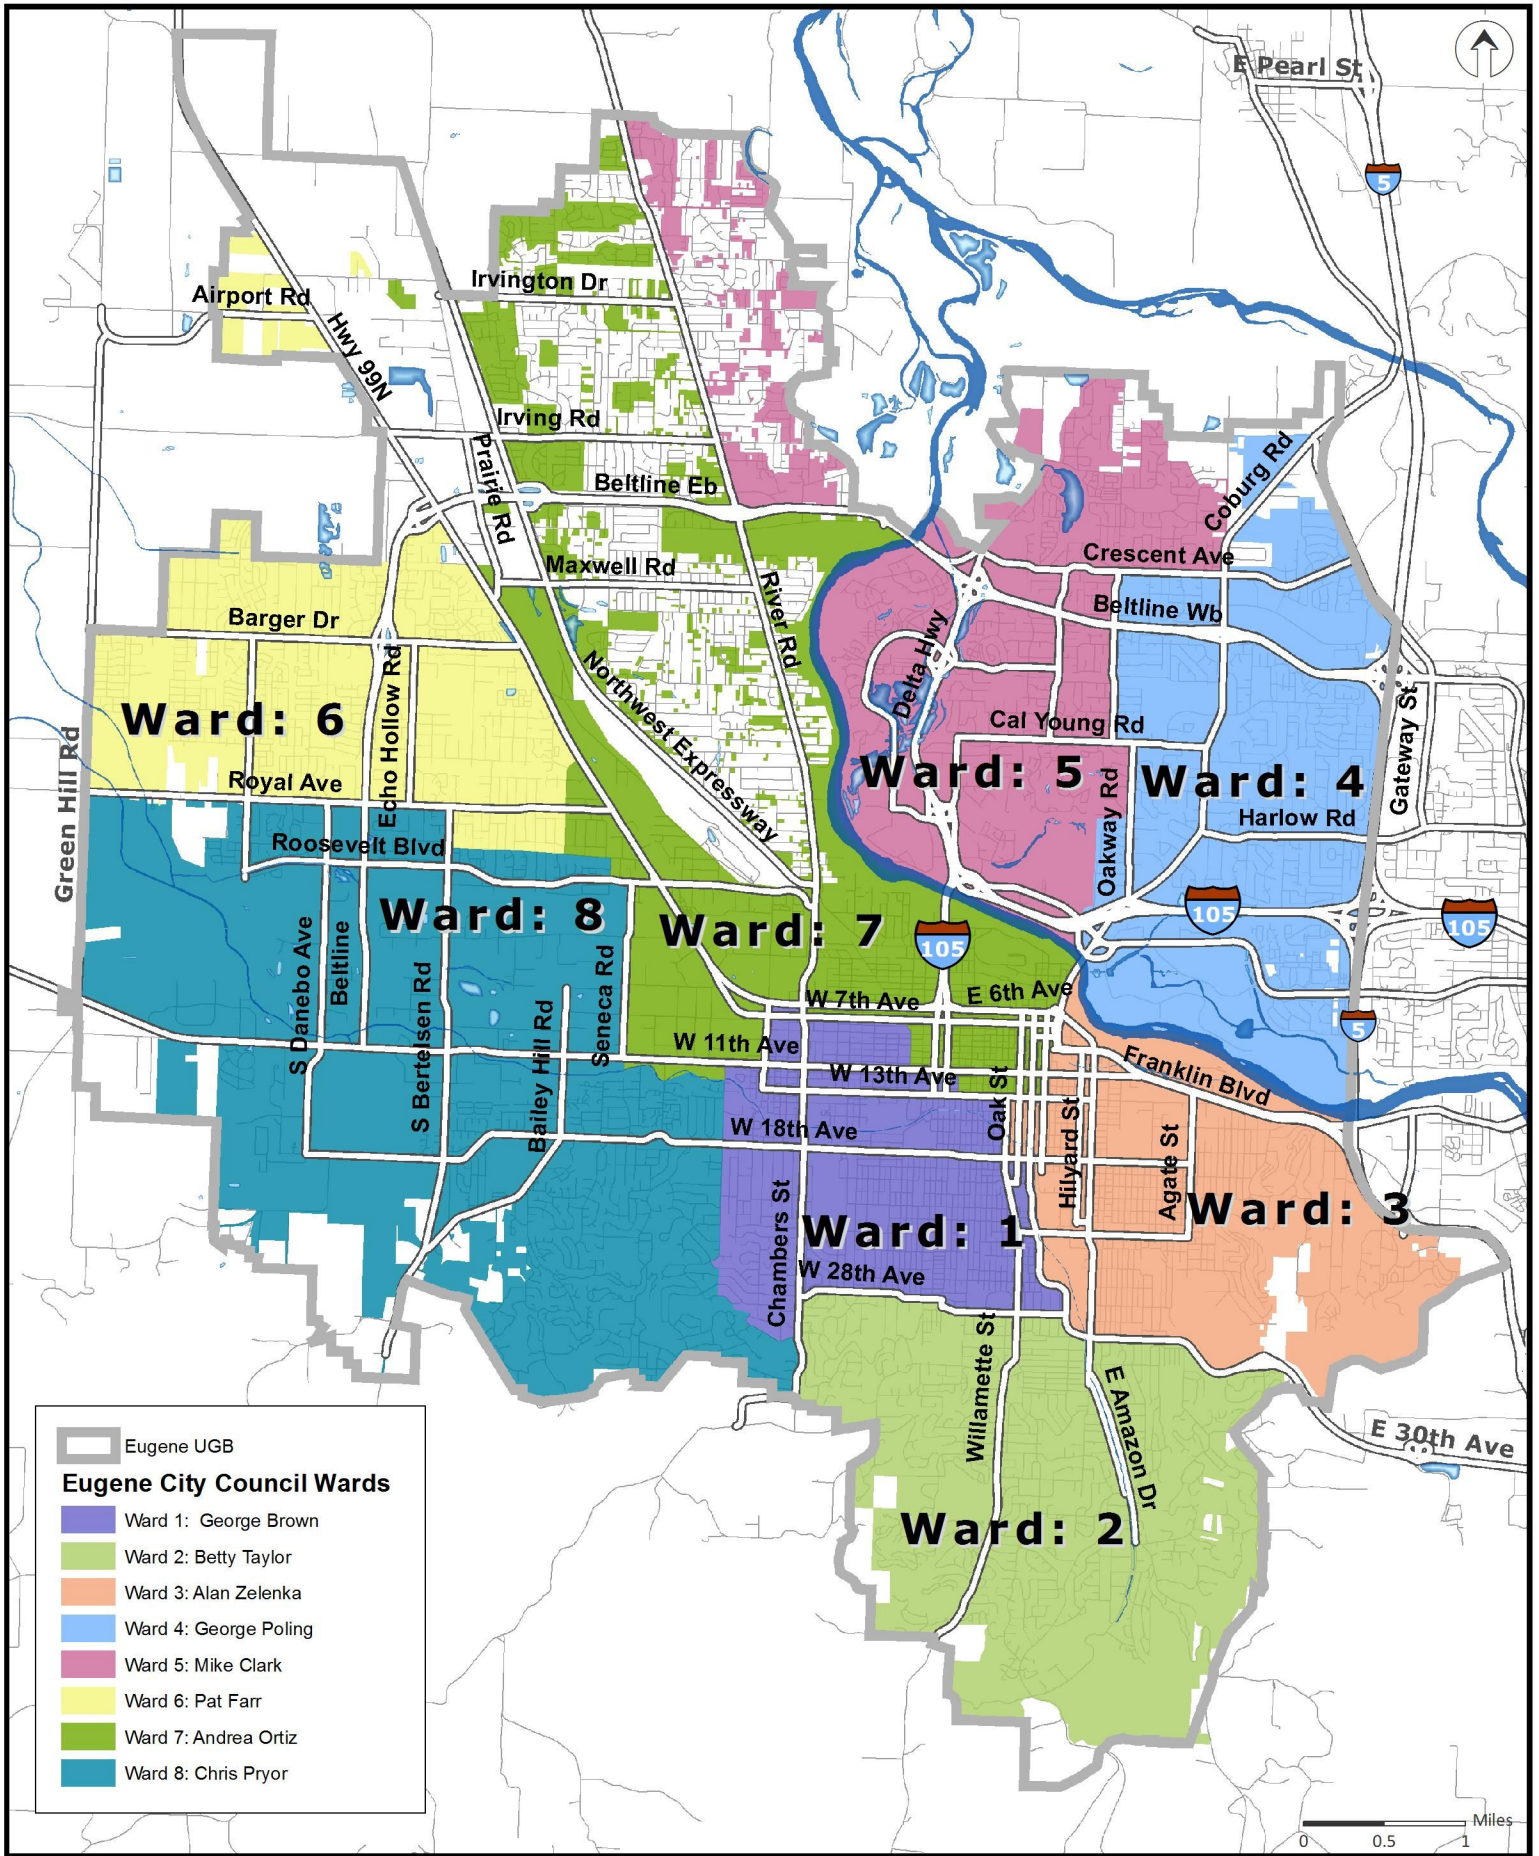 E Pearl St
5
Irvington Dr
Airport Rd
Hwy 99N
Irving Rd
Prairie Rd
Beltline Eb
Coburg Rd
Crescent Ave
Maxwell Rd
River Rd
Beltline Wb
Barger Dr
Delta Hwy
Echo Hollow Rd
Northwest Expressway
Ward: 6
Cal Young Rd
Gateway St
Green Hill Rd
Royal Ave
Ward: 5
Ward: 4
Oakway Rd
Harlow Rd
Roosevelt Blvd
Ward: 8
Ward: 7
105
105
105
S Danebo Ave
Beltline
S Bertelsen Rd
Bailey Hill Rd
Seneca Rd
W 7th Ave
E 6th Ave
5
W 11th Ave
W 13th Ave
Franklin Blvd
Oak St
Hilyard St
Agate St
W 18th Ave
Chambers St
Ward: 1
Ward: 3
W 28th Ave
Willamette St
E Amazon Dr
E 30th Ave
Ward: 2
Eugene UGB
Eugene City Council Wards
Ward 1: George Brown
Ward 2: Betty Taylor
Ward 3: Alan Zelenka
Ward 4: George Poling
Ward 5: Mike Clark
Ward 6: Pat Farr
Ward 7: Andrea Ortiz
Ward 8: Chris Pryor
Miles
0 0.5 1